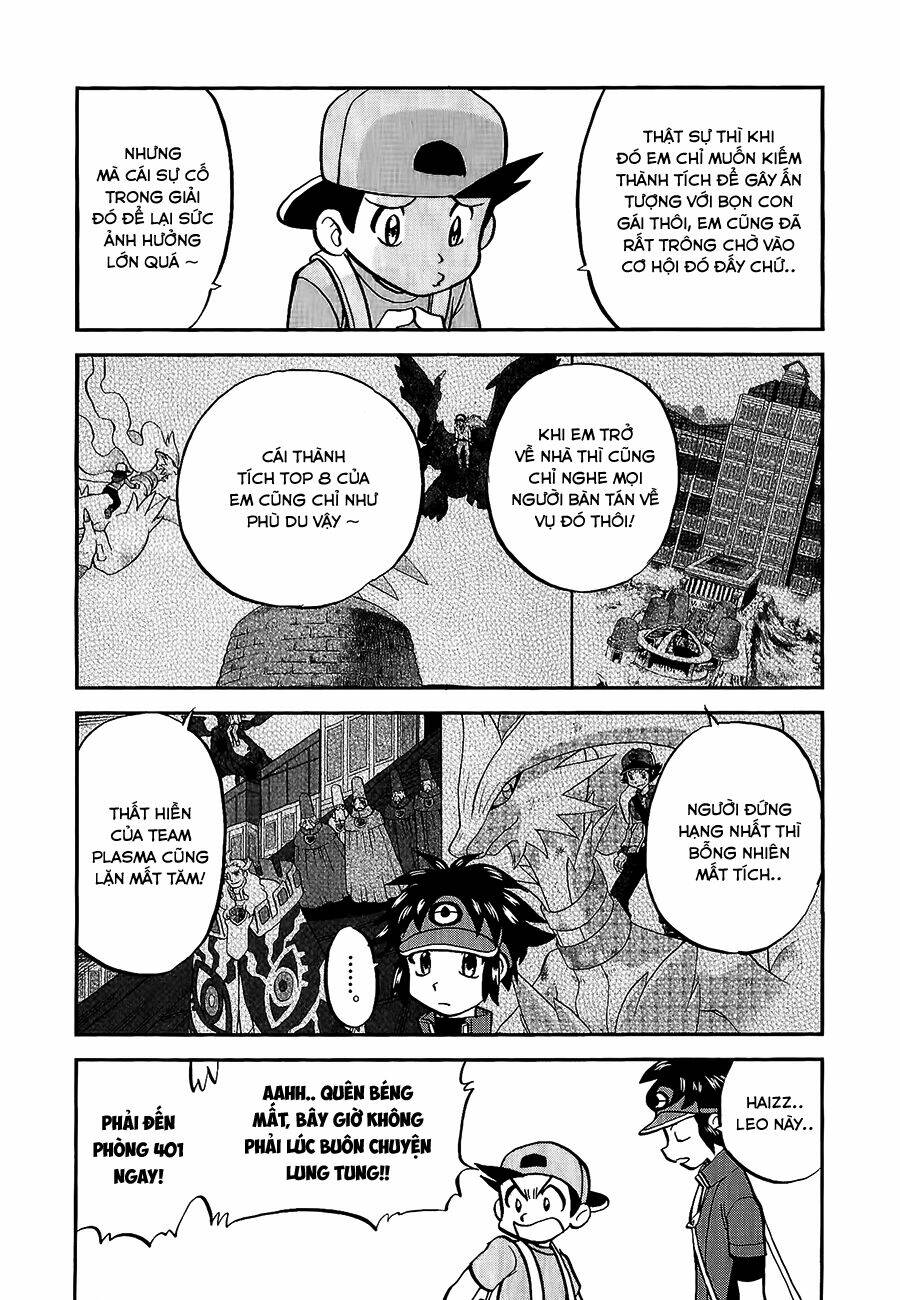 THẬT SỰ THÌ KHI
ĐÓ EM CHỈ MUỐN KIẾM
THÀNH TÍCH ĐỂ GÂY ẤN
TƯỢNG VỚI BỌN CON
GÁI THÔI, EM CŨNG ĐÃ
RẤT TRÔNG CHỜ VÀO
CƠ HỘI ĐÓ ĐẤY CHỨ..
NHƯNG
MÀ CÁI SỰ CỐ
TRONG GIẢI
ĐÓ ĐỂ LẠI SỨC
ẢNH HƯỞNG
LỚN QUÁ ~
KHI EM TRỞ
VỀ NHÀ THÌ CŨNG
CHỈ NGHE MỌI
NGƯỜI BÀN TÁN VỀ
VỤ ĐÓ THÔI!
CÁI THÀNH
TÍCH TOP 8 CỦA
EM CŨNG CHỈ NHƯ
PHÙ DU VẬY ~
NGƯỜI ĐỨNG
HẠNG NHẤT THÌ
BỖNG NHIÊN
MẤT TÍCH..
THẤT HIỀN
CỦA TEAM
PLASMA CŨNG
LẶN MẤT TĂM!
......。
HAIZZ..
LEO NÀY..
AAHH.. QUÊN BÉNG
MẤT, BÂY GIỜ KHÔNG
PHẢI LÚC BUÔN CHUYỆN
LUNG TUNG!!
PHẢI ĐẾN
PHÒNG 401
NGAY!